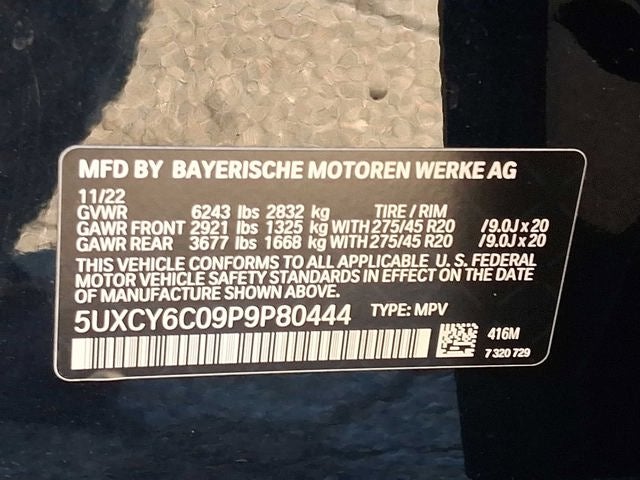 MFD BY BAYERISCHE MOTOREN WERKE AG
11/22
GVWR 6243 lbs 2832 kg TIRE / RIM
GAWR FRONT 2921 lbs 1325 kg WITH 275/45 R20 /9.0J x 20
GAWR REAR 3677 lbs 1668 kg WITH 275/45 R20 /9.0J x 20
THIS VEHICLE CONFORMS TO ALL APPLICABLE U.S. FEDERAL
MOTOR VEHICLE SAFETY STANDARDS IN EFFECT ON THE DATE
OF MANUFACTURE SHOWN ABOVE.
5UXCY6C09P9P80444 TYPE: MPV
416M
7 320 729